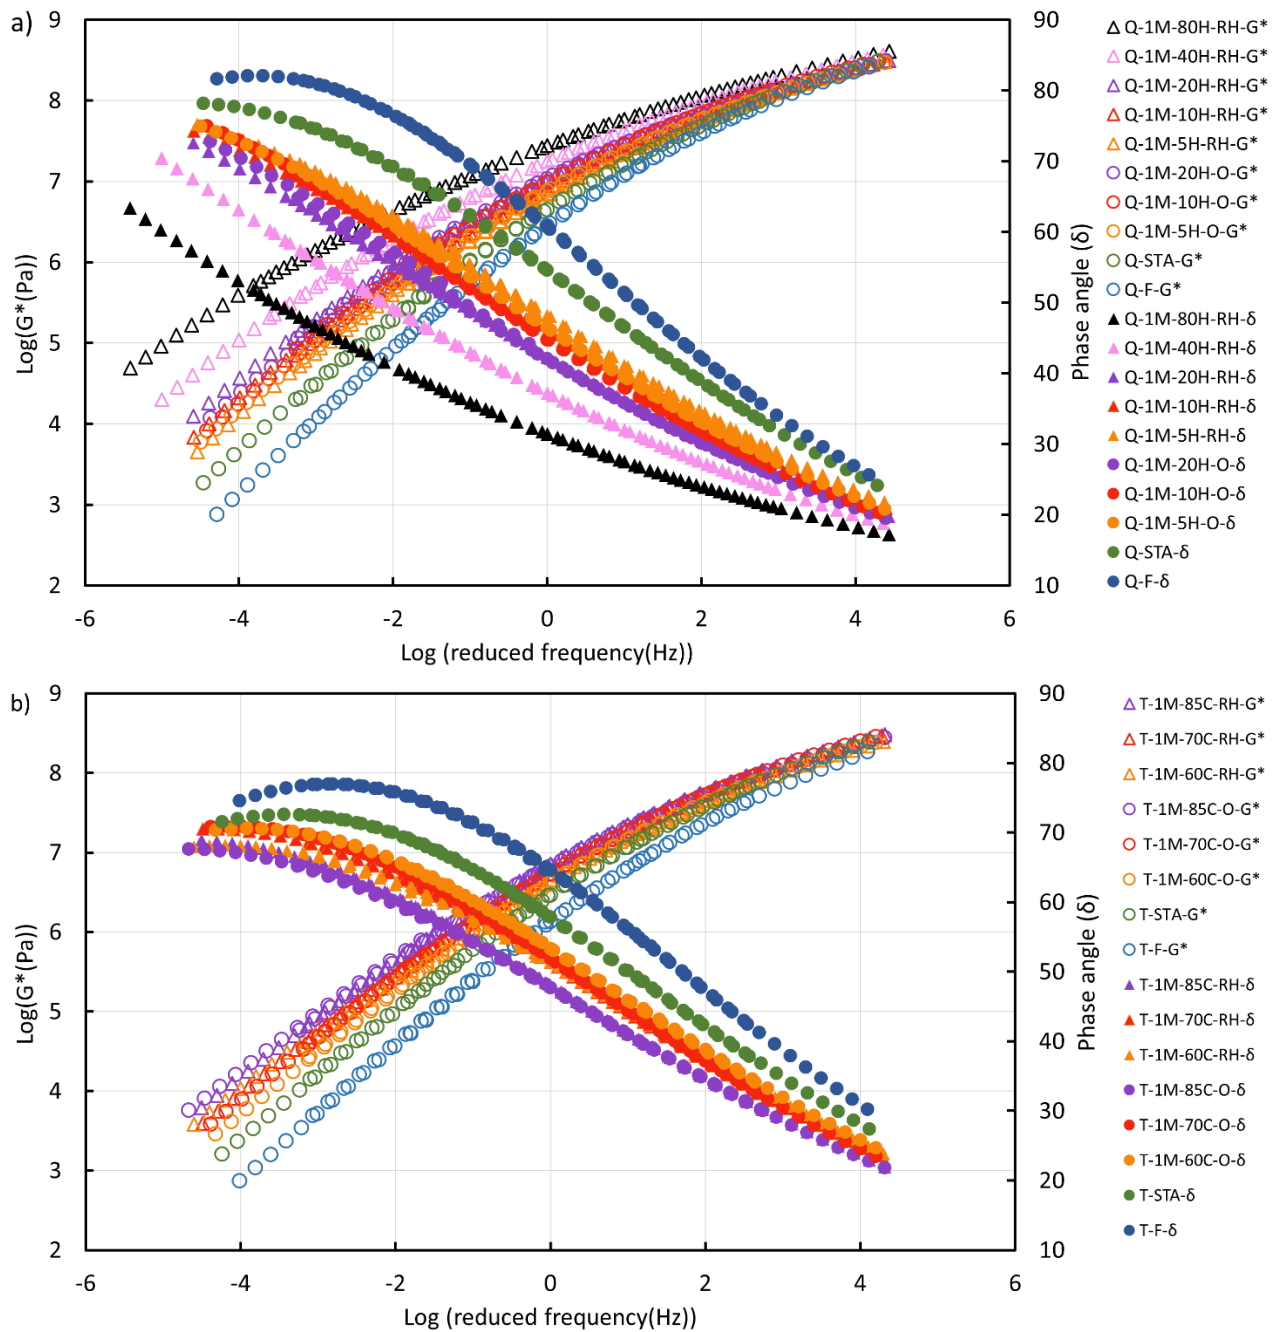 a)
9
8
7
6
5
4
3
2
Log(G*(Pa))
-6 -4 -2 0 2 4 6
Log (reduced frequency(Hz))
90
80
70
60
50
40
30
20
10
Phase angle (δ)
Q-1M-80H-RH-G*
Q-1M-40H-RH-G*
Q-1M-20H-RH-G*
Q-1M-10H-RH-G*
Q-1M-5H-RH-G*
Q-1M-20H-O-G*
Q-1M-10H-O-G*
Q-1M-5H-O-G*
Q-STA-G*
Q-F-G*
Q-1M-80H-RH-δ
Q-1M-40H-RH-δ
Q-1M-20H-RH-δ
Q-1M-10H-RH-δ
Q-1M-5H-RH-δ
Q-1M-20H-O-δ
Q-1M-10H-O-δ
Q-1M-5H-O-δ
Q-STA-δ
Q-F-δ
b)
9
8
7
6
5
4
3
2
Log(G*(Pa))
-6 -4 -2 0 2 4 6
Log (reduced frequency(Hz))
90
80
70
60
50
40
30
20
10
Phase angle (δ)
T-1M-85C-RH-G*
T-1M-70C-RH-G*
T-1M-60C-RH-G*
T-1M-85C-O-G*
T-1M-70C-O-G*
T-1M-60C-O-G*
T-STA-G*
T-F-G*
T-1M-85C-RH-δ
T-1M-70C-RH-δ
T-1M-60C-RH-δ
T-1M-85C-O-δ
T-1M-70C-O-δ
T-1M-60C-O-δ
T-STA-δ
T-F-δ